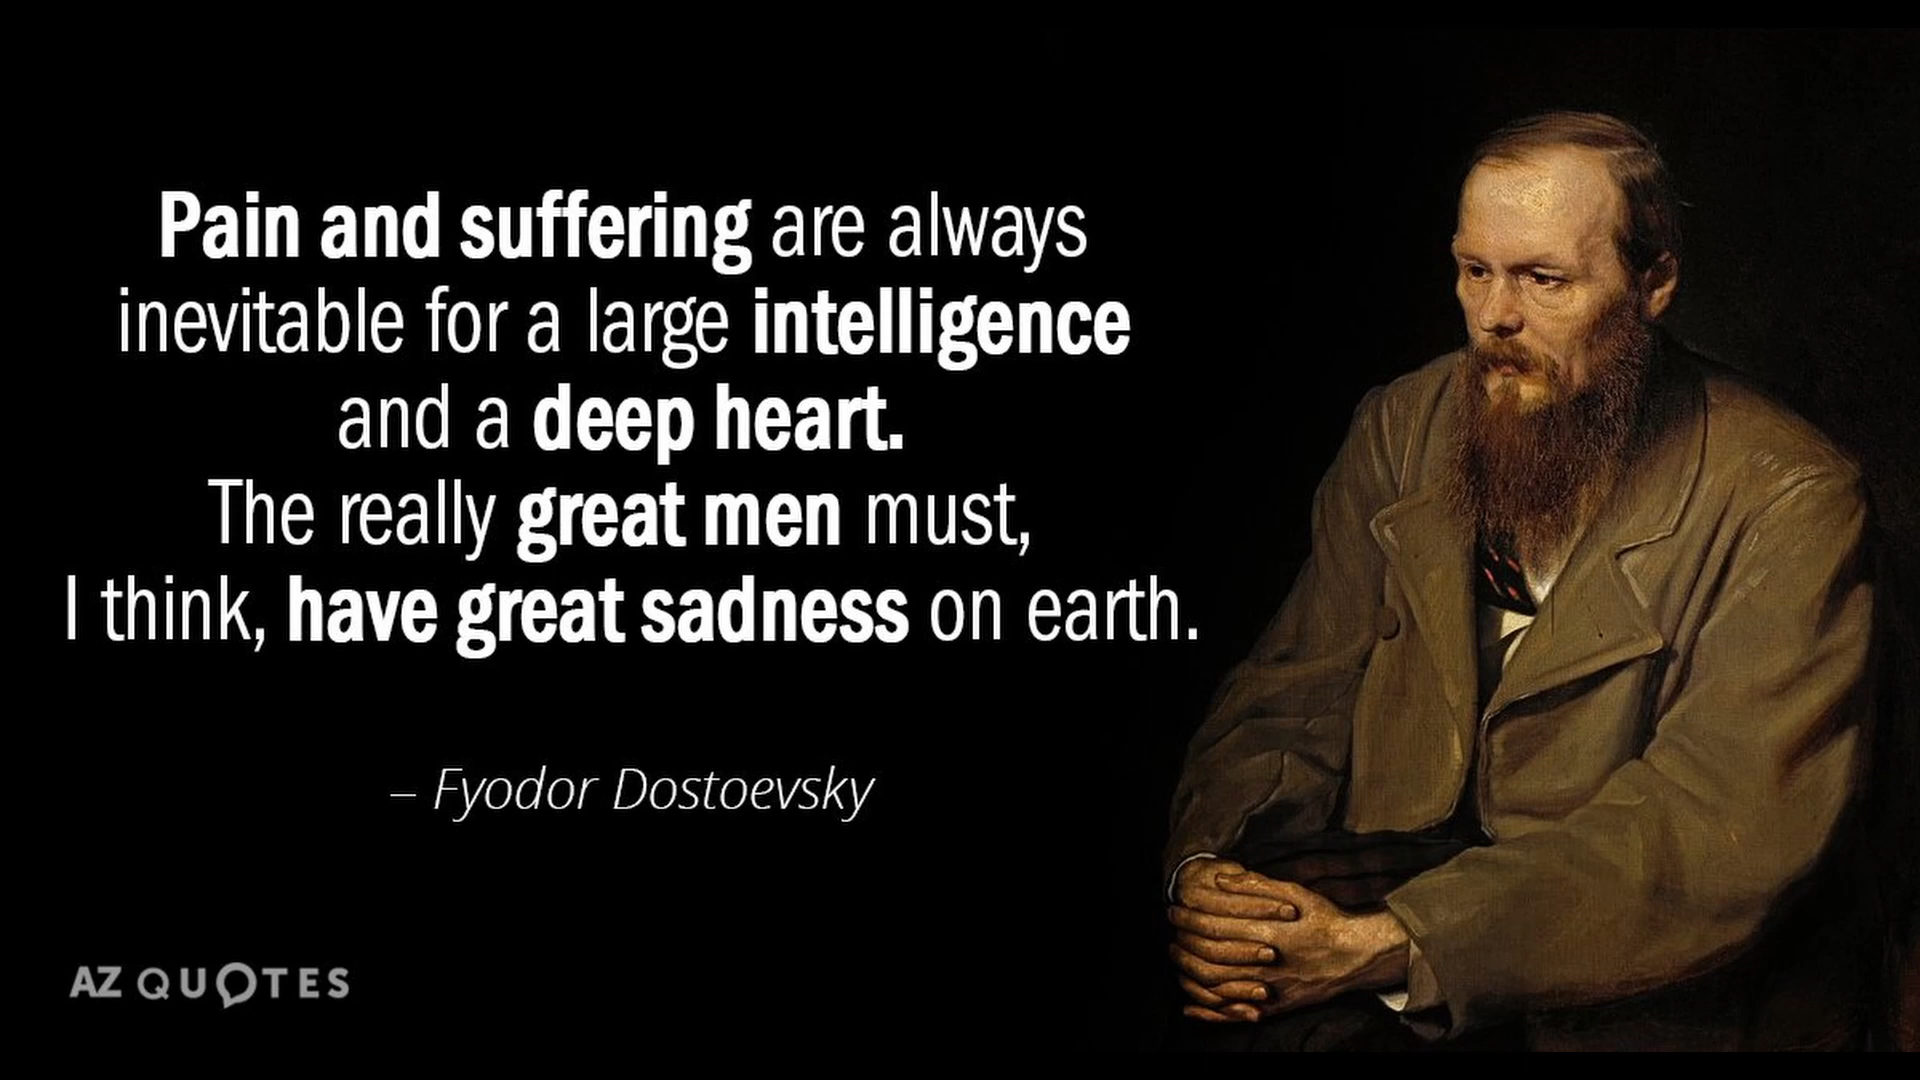 Pain and suffering are always
inevitable for a large intelligence
and a deep heart.
The really great men must,
I think, have great sadness on earth.
– Fyodor Dostoevsky
AZ QUOTES